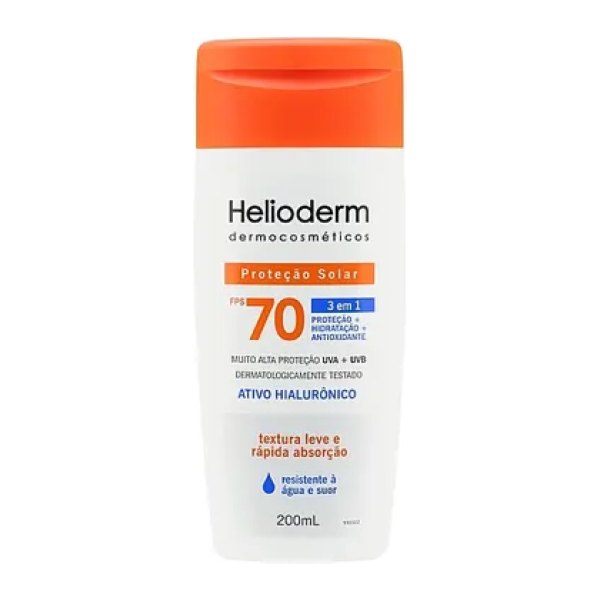 Helioderm
dermocosméticos
Proteção Solar
FPS 70
3 em 1
PROTEÇÃO +
HIDRATAÇÃO +
ANTIOXIDANTE
MUITO ALTA PROTEÇÃO UVA + UVB
DERMATOLOGICAMENTE TESTADO
ATIVO HIALURÔNICO
textura leve e
rápida absorção
resistente à
água e suor
200mL